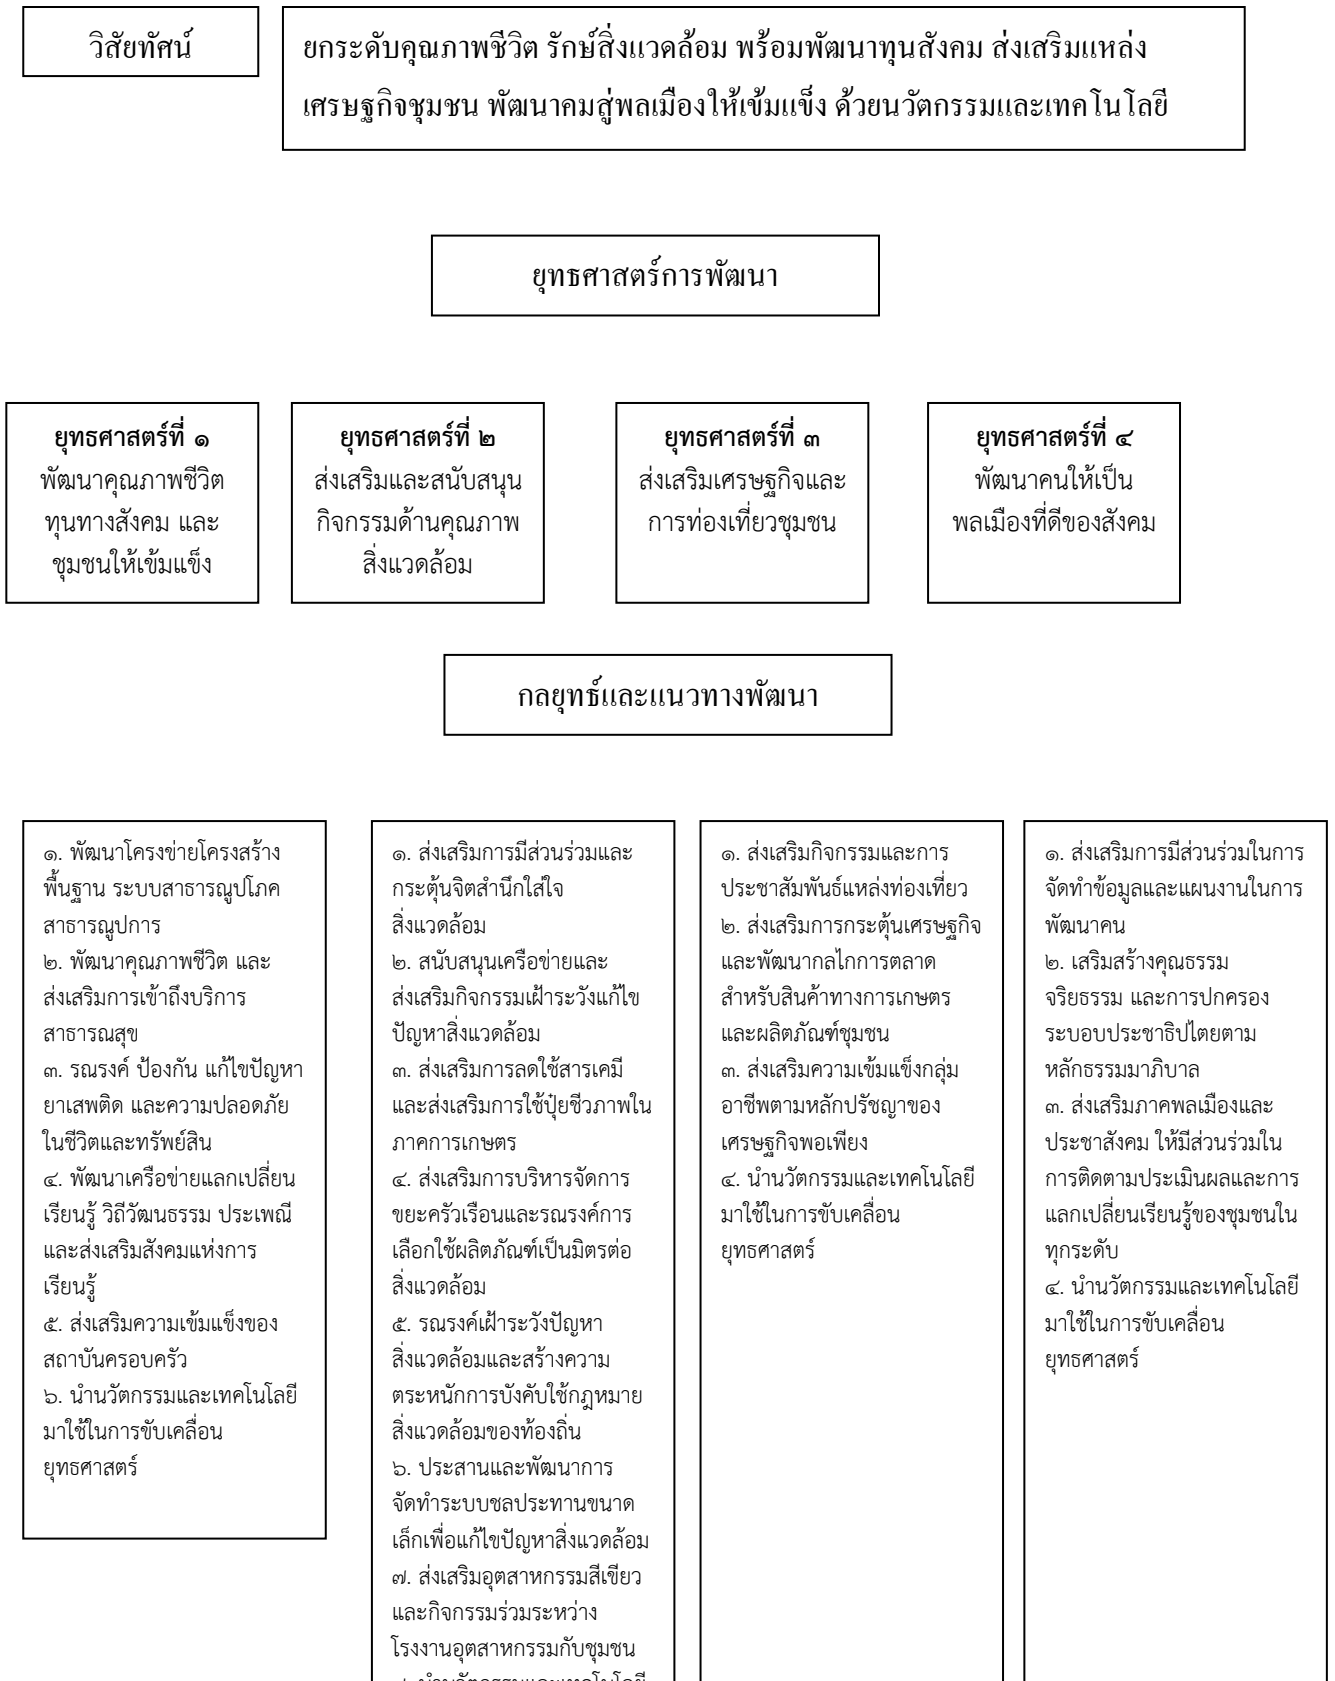 วิสัยทัศน์
ยกระดับคุณภาพชีวิต รักษ์สิ่งแวดล้อม พร้อมพัฒนาทุนสังคม ส่งเสริมแหล่ง
เศรษฐกิจชุมชน พัฒนาคมสู่พลเมืองให้เข้มแข็ง ด้วยนวัตกรรมและเทคโนโลยี
ยุทธศาสตร์การพัฒนา
ยุทธศาสตร์ที่ ๑
พัฒนาคุณภาพชีวิต
ทุนทางสังคม และ
ชุมชนให้เข้มแข็ง
ยุทธศาสตร์ที่ ๒
ส่งเสริมและสนับสนุน
กิจกรรมด้านคุณภาพ
สิ่งแวดล้อม
ยุทธศาสตร์ที่ ๓
ส่งเสริมเศรษฐกิจและ
การท่องเที่ยวชุมชน
ยุทธศาสตร์ที่ ๔
พัฒนาคนให้เป็น
พลเมืองที่ดีของสังคม
กลยุทธ์และแนวทางพัฒนา
๑. พัฒนาโครงข่ายโครงสร้าง
พื้นฐาน ระบบสาธารณูปโภค
สาธารณูปการ
๒. พัฒนาคุณภาพชีวิต และ
ส่งเสริมการเข้าถึงบริการ
สาธารณสุข
๓. รณรงค์ ป้องกัน แก้ไขปัญหา
ยาเสพติด และความปลอดภัย
ในชีวิตและทรัพย์สิน
๔. พัฒนาเครือข่ายแลกเปลี่ยน
เรียนรู้ วิถีวัฒนธรรม ประเพณี
และส่งเสริมสังคมแห่งการ
เรียนรู้
๕. ส่งเสริมความเข้มแข็งของ
สถาบันครอบครัว
๖. นำนวัตกรรมและเทคโนโลยี
มาใช้ในการขับเคลื่อน
ยุทธศาสตร์
๑. ส่งเสริมการมีส่วนร่วมและ
กระตุ้นจิตสำนึกใส่ใจ
สิ่งแวดล้อม
๒. สนับสนุนเครือข่ายและ
ส่งเสริมกิจกรรมเฝ้าระวังแก้ไข
ปัญหาสิ่งแวดล้อม
๓. ส่งเสริมการลดใช้สารเคมี
และส่งเสริมการใช้ปุ๋ยชีวภาพใน
ภาคการเกษตร
๔. ส่งเสริมการบริหารจัดการ
ขยะครัวเรือนและรณรงค์การ
เลือกใช้ผลิตภัณฑ์เป็นมิตรต่อ
สิ่งแวดล้อม
๕. รณรงค์เฝ้าระวังปัญหา
สิ่งแวดล้อมและสร้างความ
ตระหนักการบังคับใช้กฎหมาย
สิ่งแวดล้อมของท้องถิ่น
๖. ประสานและพัฒนาการ
จัดทำระบบชลประทานขนาด
เล็กเพื่อแก้ไขปัญหาสิ่งแวดล้อม
๗. ส่งเสริมอุตสาหกรรมสีเขียว
และกิจกรรมร่วมระหว่าง
โรงงานอุตสาหกรรมกับชุมชน
๑. ส่งเสริมกิจกรรมและการ
ประชาสัมพันธ์แหล่งท่องเที่ยว
๒. ส่งเสริมการกระตุ้นเศรษฐกิจ
และพัฒนากลไกการตลาด
สำหรับสินค้าทางการเกษตร
และผลิตภัณฑ์ชุมชน
๓. ส่งเสริมความเข้มแข็งกลุ่ม
อาชีพตามหลักปรัชญาของ
เศรษฐกิจพอเพียง
๔. นำนวัตกรรมและเทคโนโลยี
มาใช้ในการขับเคลื่อน
ยุทธศาสตร์
๑. ส่งเสริมการมีส่วนร่วมในการ
จัดทำข้อมูลและแผนงานในการ
พัฒนาคน
๒. เสริมสร้างคุณธรรม
จริยธรรม และการปกครอง
ระบอบประชาธิปไตยตาม
หลักธรรมมาภิบาล
๓. ส่งเสริมภาคพลเมืองและ
ประชาสังคม ให้มีส่วนร่วมใน
การติดตามประเมินผลและการ
แลกเปลี่ยนเรียนรู้ของชุมชนใน
ทุกระดับ
๔. นำนวัตกรรมและเทคโนโลยี
มาใช้ในการขับเคลื่อน
ยุทธศาสตร์